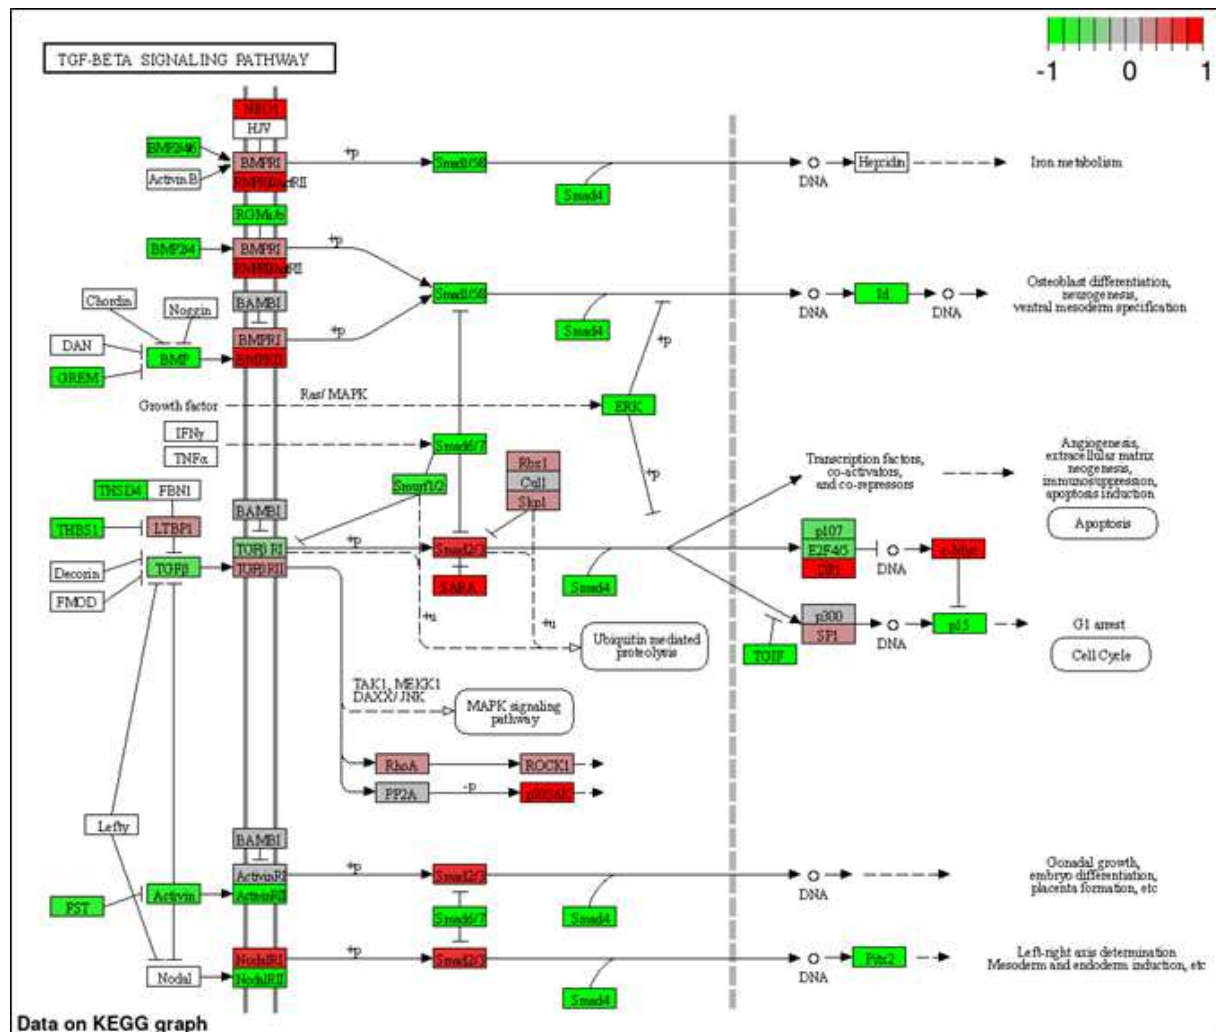 TGF-BETA SIGNALING PATHWAY
-1 0 1
NEO1
HJV
BMP2/4/6
Activin B
BMPRI
+p
Smad1/5/8
Smad4
DNA
Hepcidin
Iron metabolism
RGMa/b
BMP2/4
BMPRI
+p
BAMBI
Smad1/5/8
Smad4
DNA
Id
DNA
Osteoblast differentiation,
neurogenesis,
ventral mesoderm specification
Chordin
Noggin
DAN
BMP
GREM
BMPRI
BMPRII
+p
+p
Growth factor
Ras/ MAPK
ERK
IFNγ
TNFα
Smad6/7
Smurf1/2
Rbx1
Cul1
Skp1
+p
Transcription factors,
co-activators,
and co-repressors
Angiogenesis,
extracellular matrix
neogenesis,
immunosuppression,
apoptosis induction
Apoptosis
THSD4
FBN1
THBS1
LTBP1
BAMBI
Decorin
FMOD
TGFβ
TGFβ RI
TGFβ RII
+p
Smad2/3
SARA
Smad4
p107
E2F4/5
DP1
DNA
c-Myc
p300
SP1
DNA
p15
G1 arrest
Cell Cycle
TGIF
+u
+u
Ubiquitin mediated
proteolysis
TAK1, MEKK1
DAXX/ JNK
MAPK signaling
pathway
RhoA
ROCK1
PP2A
-p
p70S6K
Lefty
BAMBI
ActivinRI
ActivinRII
FST
Activin
+p
Smad2/3
Smad4
DNA
Gonadal growth,
embryo differentiation,
placenta formation, etc
Smad6/7
Nodal
NodalRI
NodalRII
+p
Smad2/3
Smad4
DNA
Pitx2
Left-right axis determination
Mesoderm and endoderm induction, etc
Data on KEGG graph